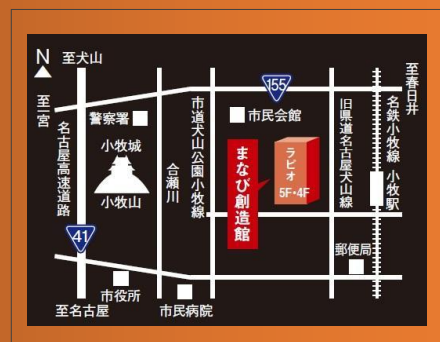 N
至犬山
至春日井
155
至一宮
警察署
市民会館
市道犬山公園小牧線
旧県道名古屋犬山線
名鉄小牧線
小牧駅
名古屋高速道路
小牧城
小牧山
合瀬川
まなび創造館
ラピオ
5F・4F
41
郵便局
市役所
市民病院
至名古屋